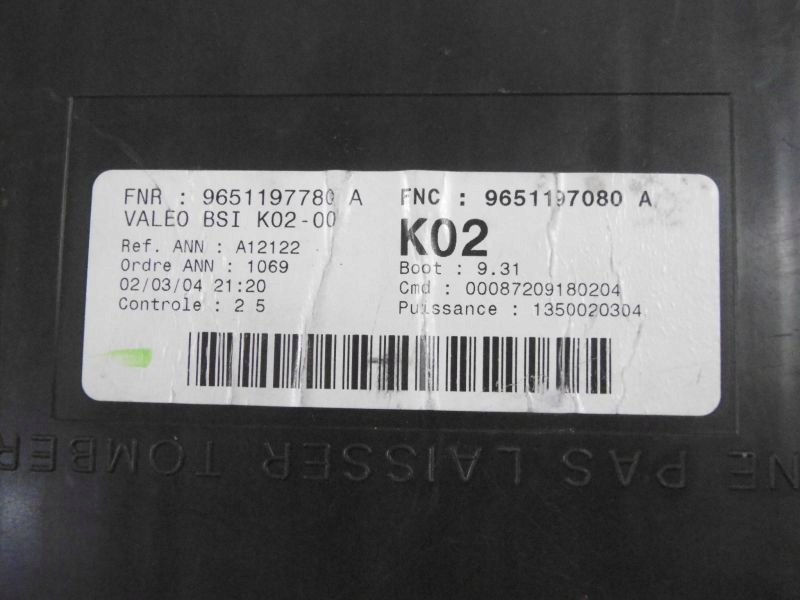 FNR : 9651197780 A
VALEO BSI K02-00
Ref. ANN : A12122
Ordre ANN : 1069
02/03/04 21:20
Controle : 2 5
FNC : 9651197080 A
K02
Boot : 9.31
Cmd : 00087209180204
Puissance : 1350020304
NE PAS LAISSER TOMBER